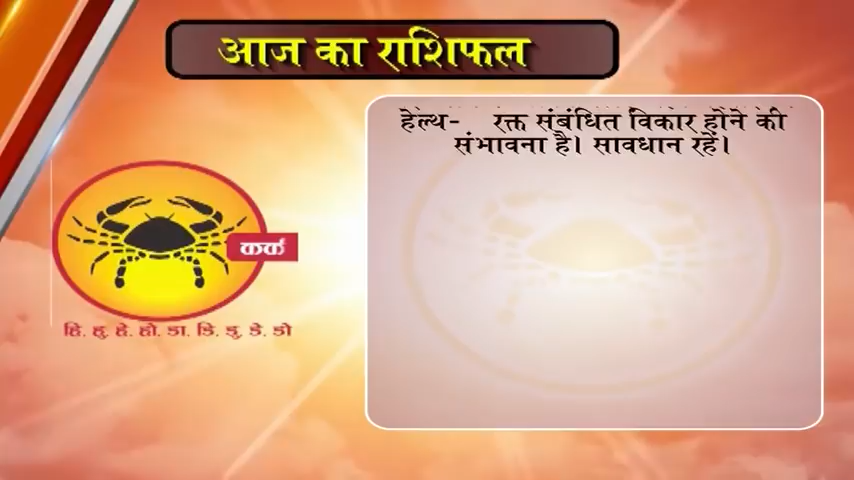 आज का राशिफल
हेल्थ- रक्त संबंधित विकार होने की
संभावना है। सावधान रहें।
कर्क
हि. हु. हे. हो. डा. डि. डु. डे. डो